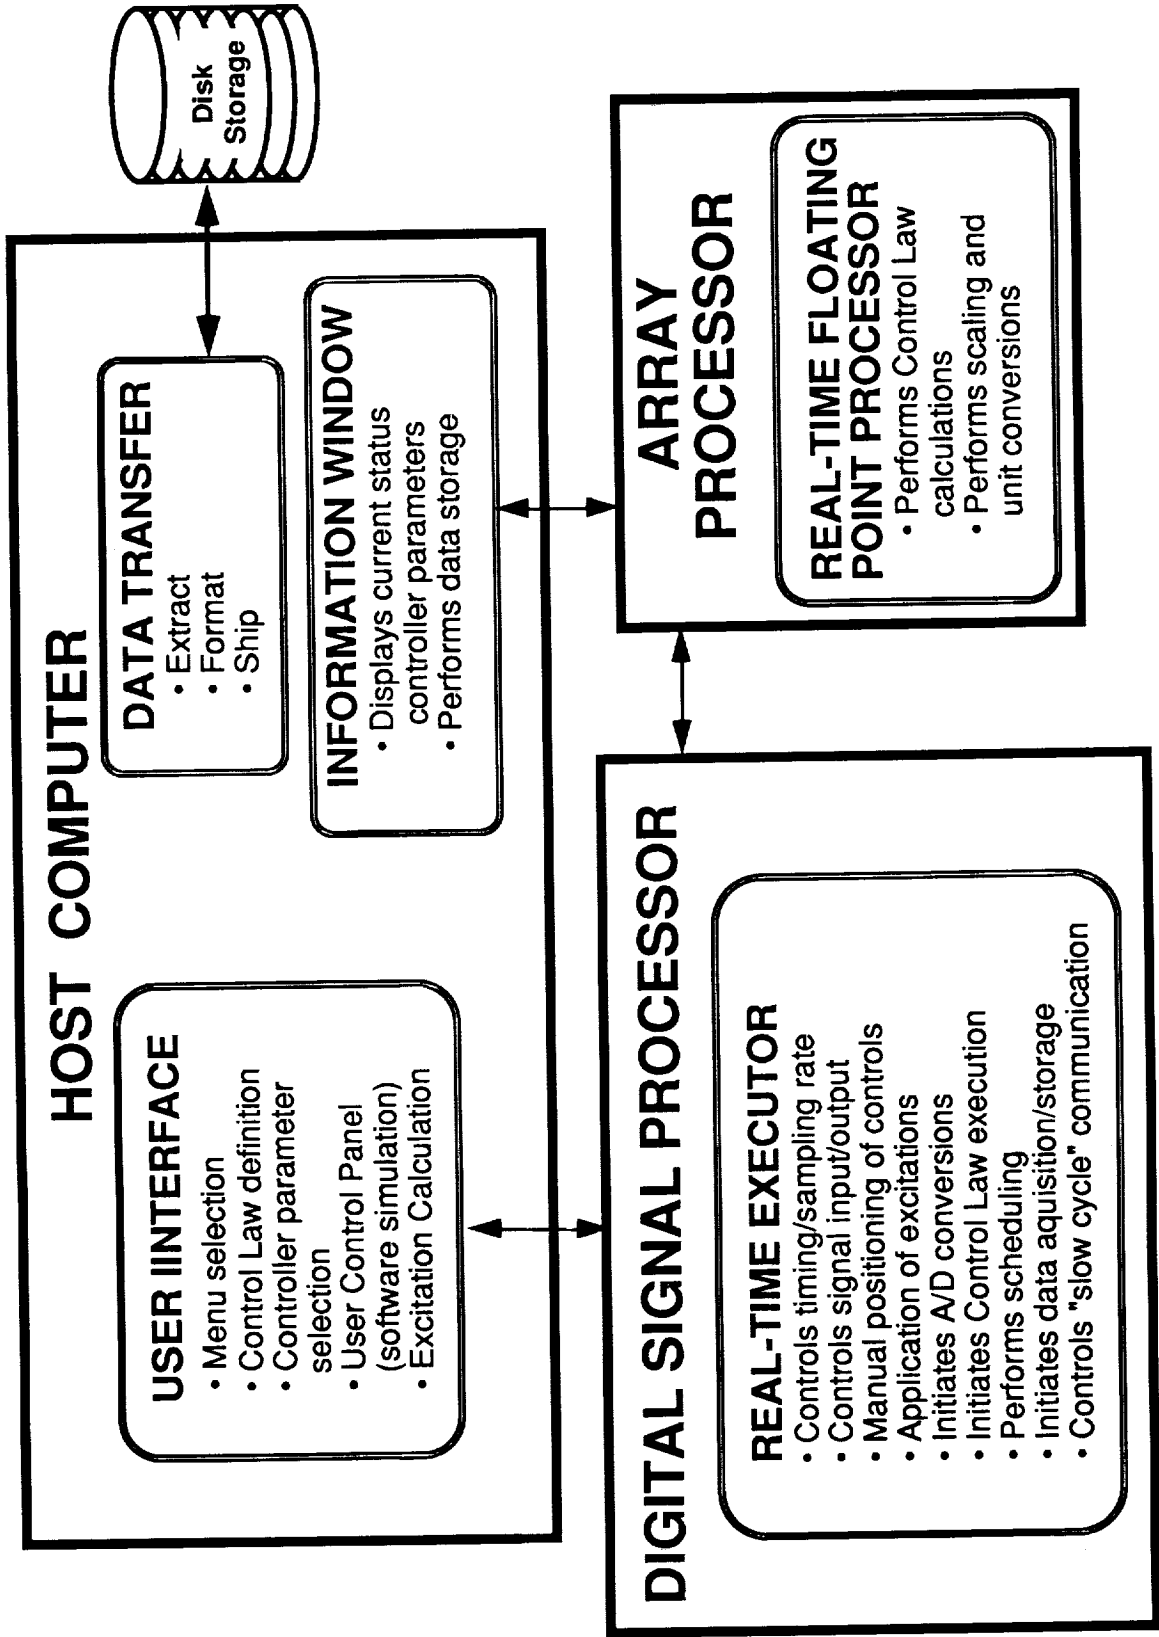 HOST COMPUTER
USER IINTERFACE
• Menu selection
• Control Law definition
• Controller parameter
selection
• User Control Panel
(software simulation)
• Excitation Calculation
DATA TRANSFER
• Extract
• Format
• Ship
INFORMATION WINDOW
• Displays current status
controller parameters
• Performs data storage
Disk
Storage
DIGITAL SIGNAL PROCESSOR
REAL-TIME EXECUTOR
• Controls timing/sampling rate
• Controls signal input/output
• Manual positioning of controls
• Application of excitations
• Initiates A/D conversions
• Initiates Control Law execution
• Performs scheduling
• Initiates data aquisition/storage
• Controls "slow cycle" communication
ARRAY
PROCESSOR
REAL-TIME FLOATING
POINT PROCESSOR
• Performs Control Law
calculations
• Performs scaling and
unit conversions